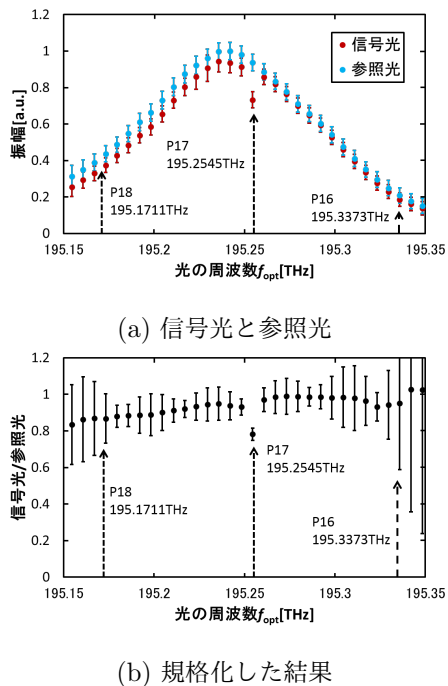 1.2
1
0.8
0.6
0.4
0.2
0
振幅[a.u.]
信号光
参照光
P17
195.2545THz
P18
195.1711THz
P16
195.3373THz
195.15
195.2
195.25
195.3
195.35
光の周波数fopt[THz]
(a) 信号光と参照光
1.2
1
0.8
0.6
0.4
0.2
0
信号光/参照光
P17
195.2545THz
P18
195.1711THz
P16
195.3373THz
195.15
195.2
195.25
195.3
195.35
光の周波数fopt[THz]
(b) 規格化した結果